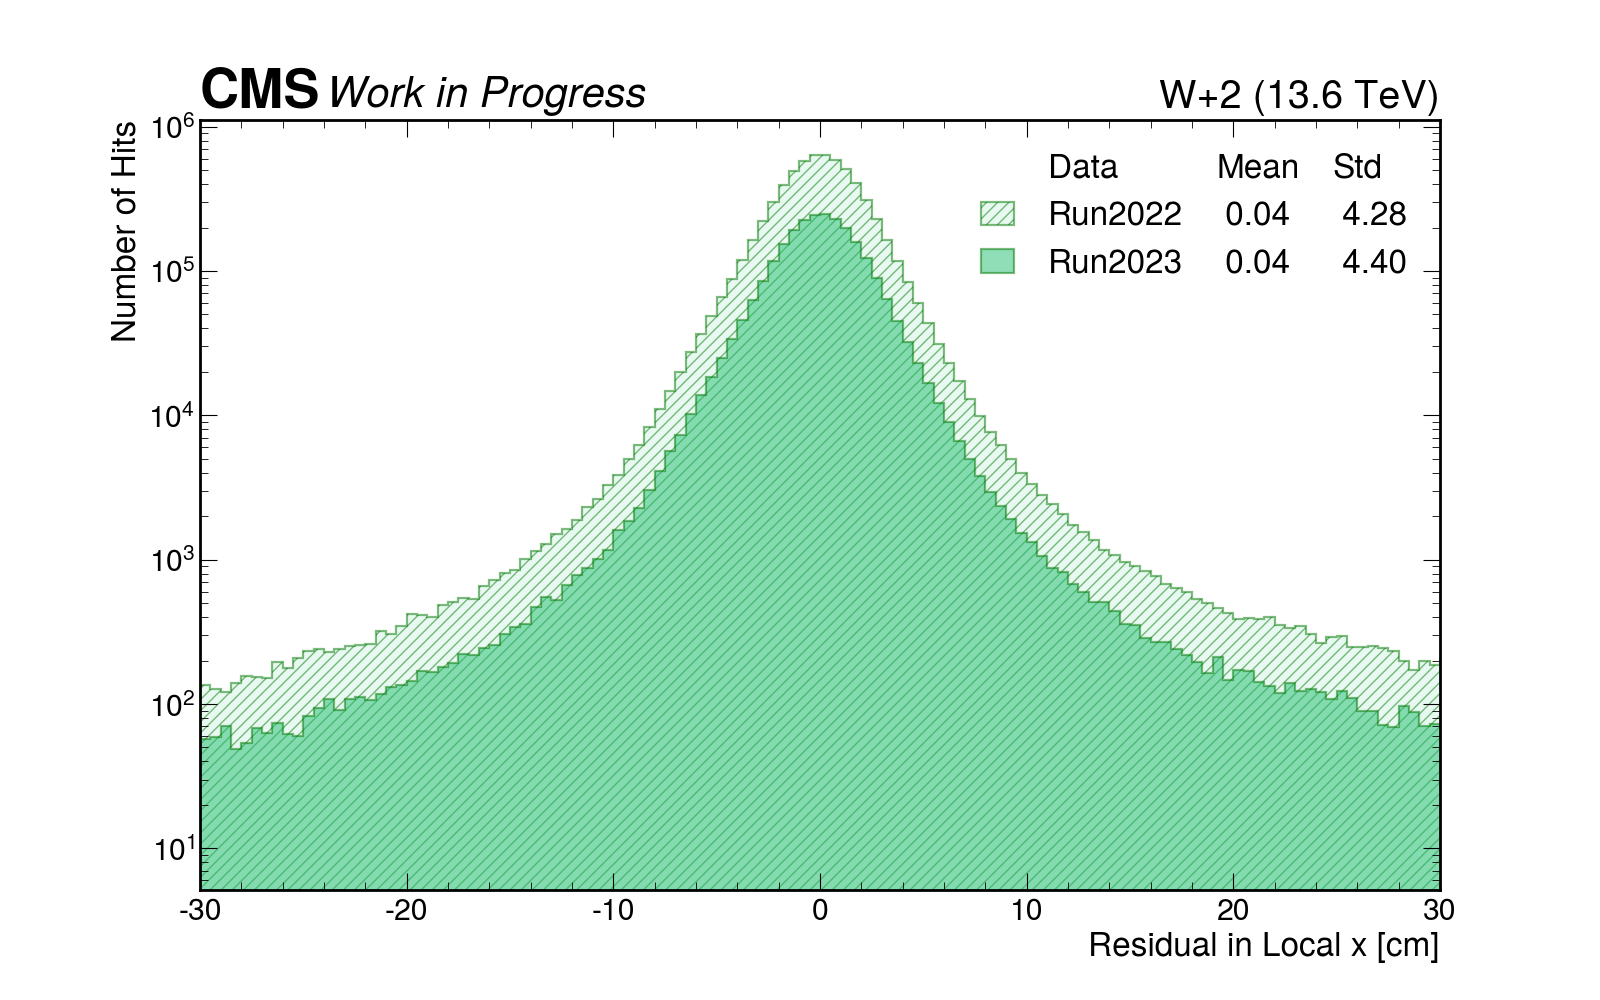 CMS Work in Progress W+2 (13.6 TeV)
Number of Hits
10^6
10^5
10^4
10^3
10^2
10^1
Data Mean Std
Run2022 0.04 4.28
Run2023 0.04 4.40
-30 -20 -10 0 10 20 30
Residual in Local x [cm]